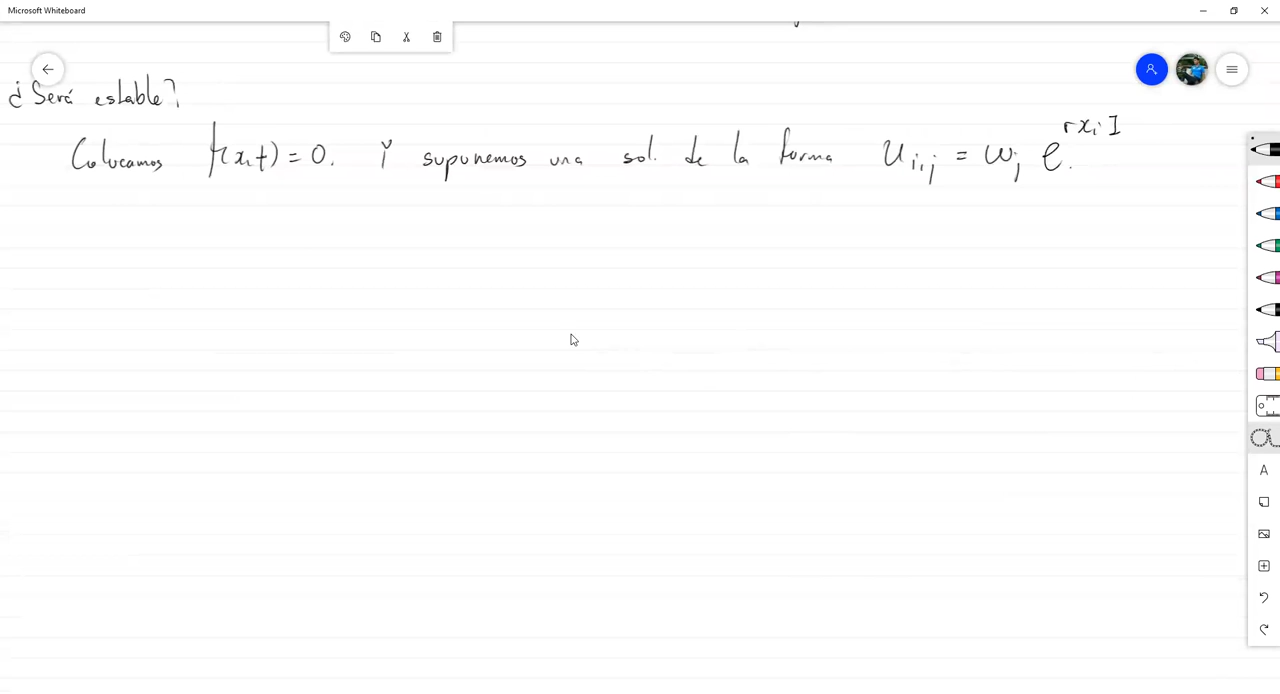 Microsoft Whiteboard
¿Será estable?
Colocamos f(x,t) = 0. Y suponemos una sol. de la forma u_{i,j} = w_j e^{r x_i I}
A